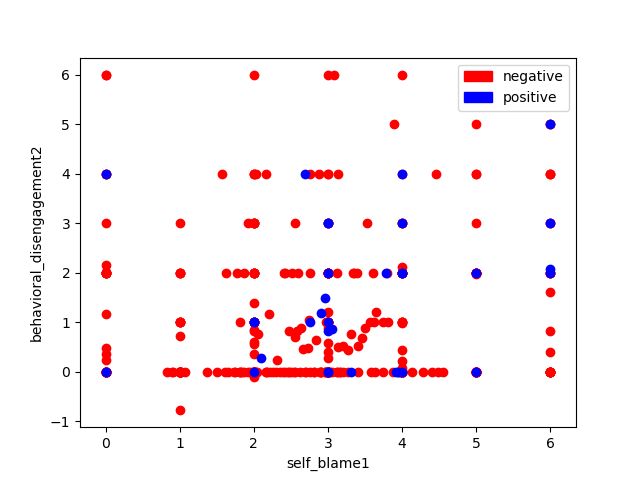 negative
positive
6
5
4
3
2
1
0
−1
behavioral_disengagement2
0 1 2 3 4 5 6
self_blame1